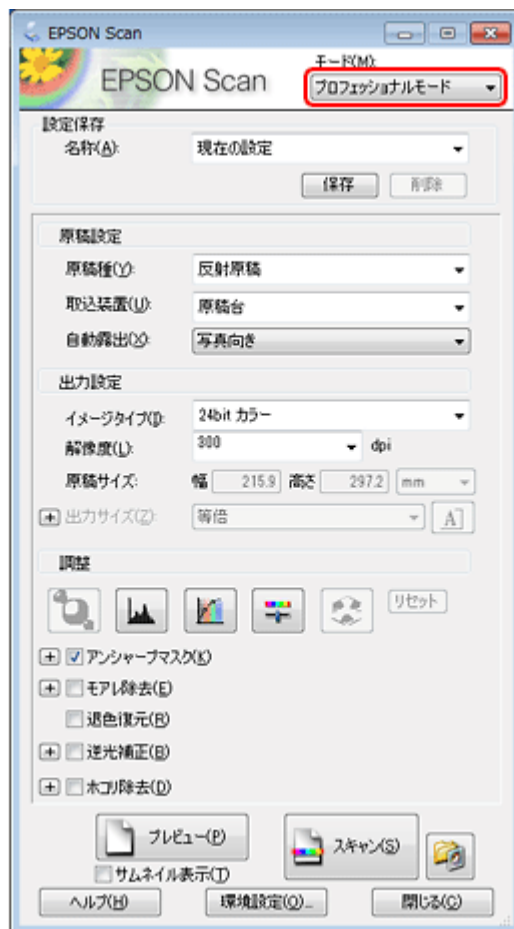 EPSON Scan
EPSON Scan
モード(M):
プロフェッショナルモード
設定保存
名称(A): 現在の設定
保存 削除
原稿設定
原稿種(Y): 反射原稿
取込装置(U): 原稿台
自動露出(X): 写真向き
出力設定
イメージタイプ(I): 24bit カラー
解像度(L): 300 dpi
原稿サイズ: 幅 215.9 高さ 297.2 mm
出力サイズ(Z): 等倍
調整
リセット
アンシャープマスク(K)
モアレ除去(E)
退色復元(R)
逆光補正(B)
ホコリ除去(D)
プレビュー(P) スキャン(S)
サムネイル表示(T)
ヘルプ(H) 環境設定(O)... 閉じる(C)